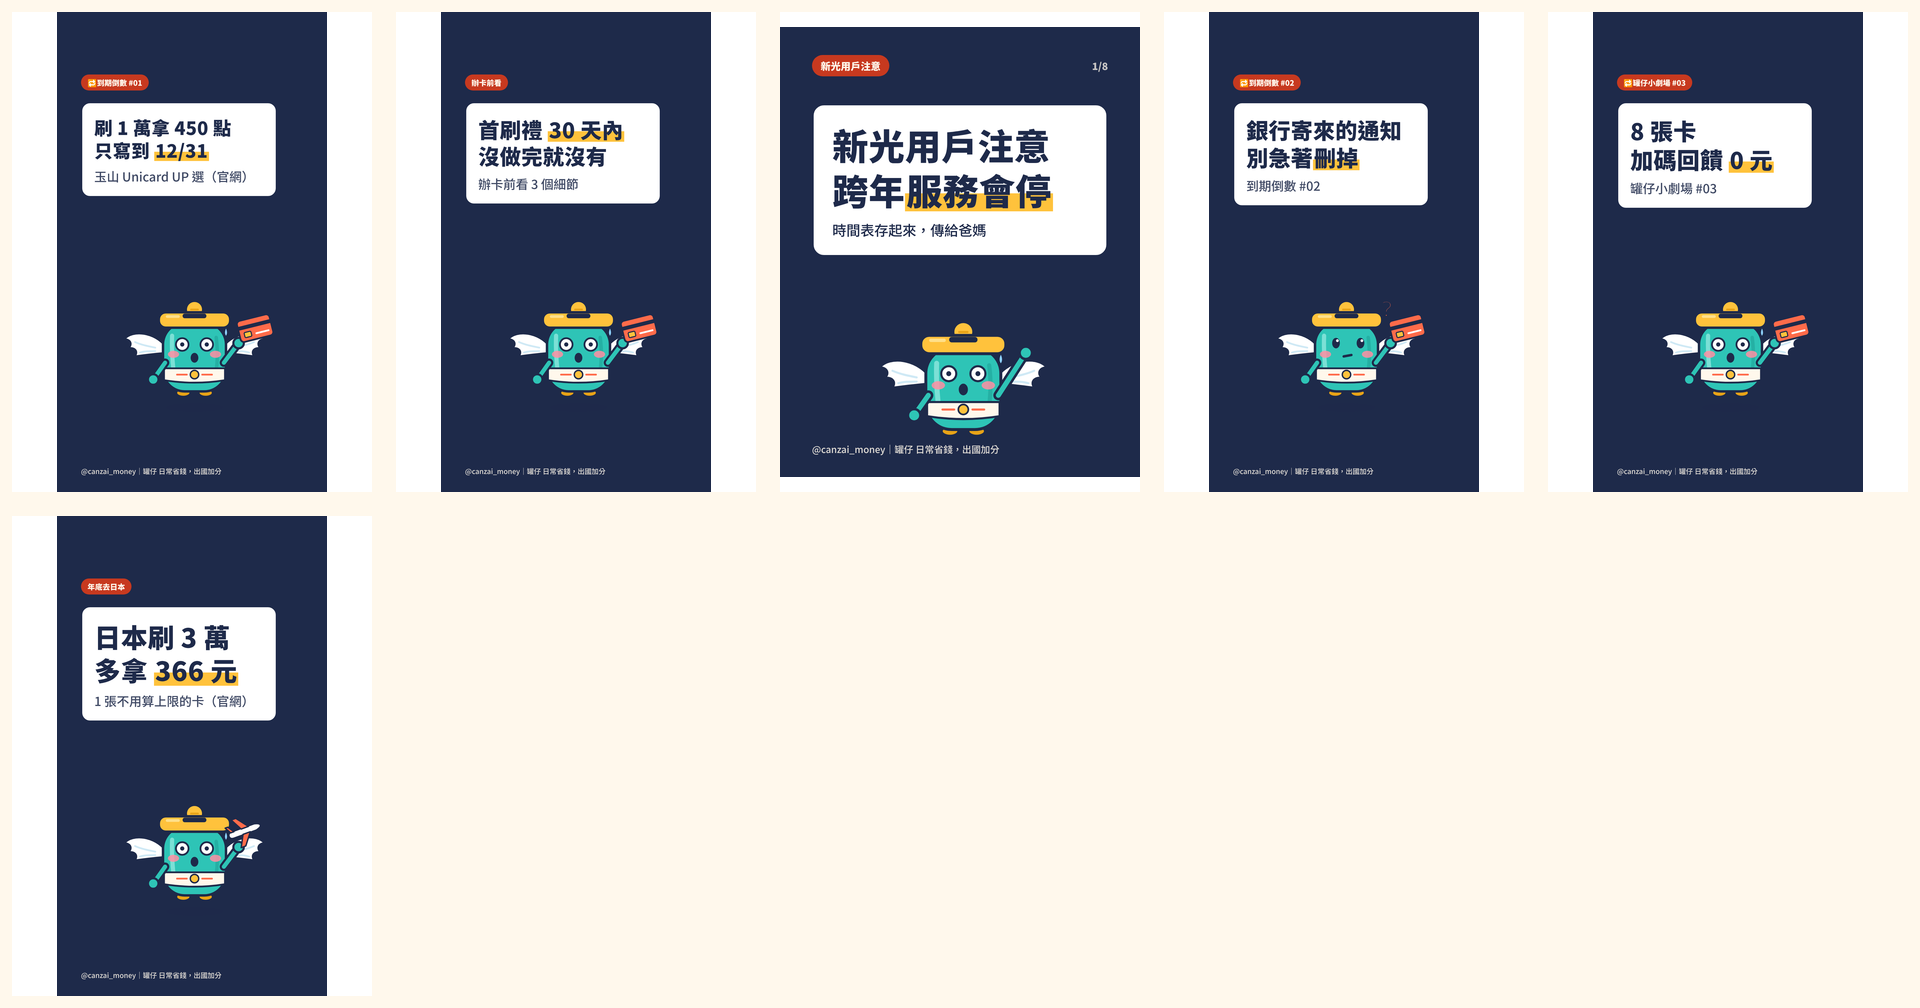 到期倒數 #01
刷 1 萬拿 450 點
只寫到 12/31
玉山 Unicard UP 選（官網）
@canzai_money｜罐仔 日常省錢，出國加分
辦卡前看
首刷禮 30 天內
沒做完就沒有
辦卡前看 3 個細節
@canzai_money｜罐仔 日常省錢，出國加分
新光用戶注意
1/8
新光用戶注意
跨年服務會停
時間表存起來，傳給爸媽
@canzai_money｜罐仔 日常省錢，出國加分
到期倒數 #02
銀行寄來的通知
別急著刪掉
到期倒數 #02
@canzai_money｜罐仔 日常省錢，出國加分
罐仔小劇場 #03
8 張卡
加碼回饋 0 元
罐仔小劇場 #03
@canzai_money｜罐仔 日常省錢，出國加分
年底去日本
日本刷 3 萬
多拿 366 元
1 張不用算上限的卡（官網）
@canzai_money｜罐仔 日常省錢，出國加分